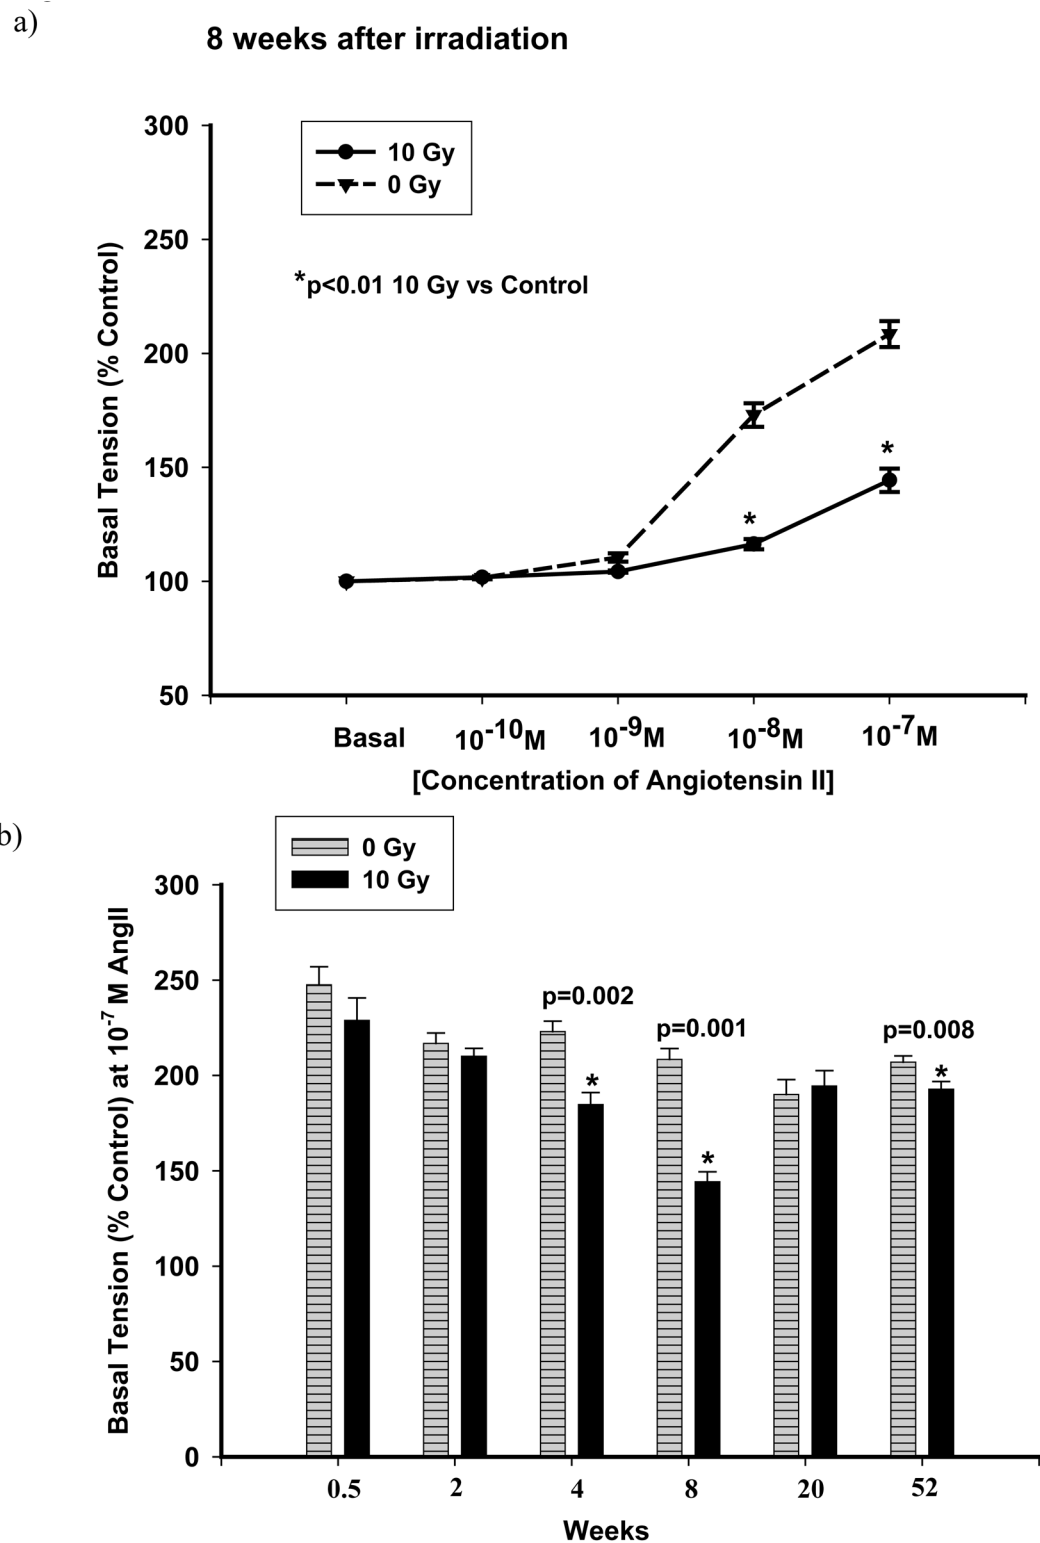 a)
8 weeks after irradiation
300
10 Gy
0 Gy
250
*p<0.01 10 Gy vs Control
Basal Tension (% Control)
200
*
150
*
100
50
Basal 10-10M 10-9M 10-8M 10-7M
[Concentration of Angiotensin II]
b)
0 Gy
10 Gy
300
Basal Tension (% Control) at 10-7 M AngII
250
p=0.002
p=0.001
p=0.008
200
*
*
150
*
100
50
0
0.5 2 4 8 20 52
Weeks